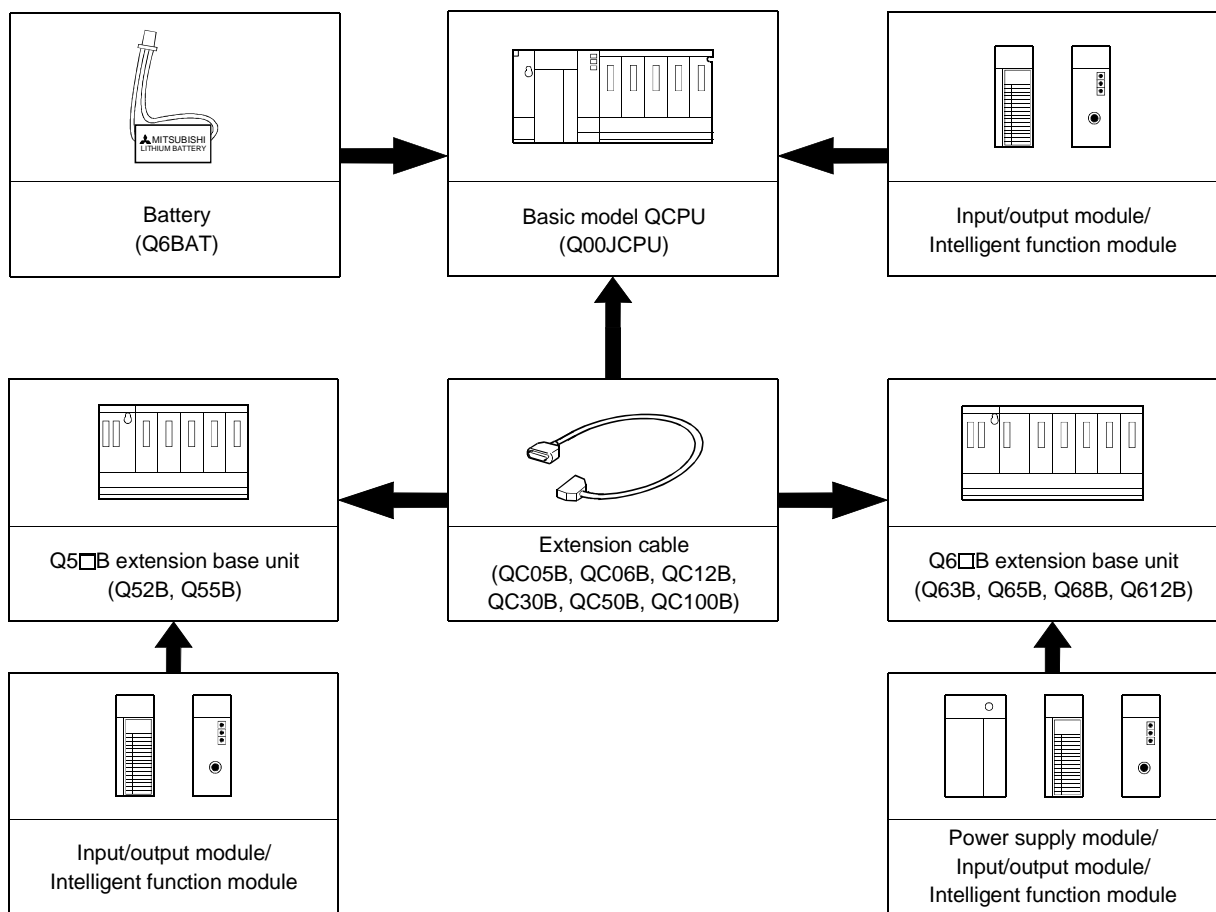 MITSUBISHI
LITHIUM BATTERY
Battery
(Q6BAT)
Basic model QCPU
(Q00JCPU)
Input/output module/
Intelligent function module
Q5□B extension base unit
(Q52B, Q55B)
Extension cable
(QC05B, QC06B, QC12B,
QC30B, QC50B, QC100B)
Q6□B extension base unit
(Q63B, Q65B, Q68B, Q612B)
Input/output module/
Intelligent function module
Power supply module/
Input/output module/
Intelligent function module